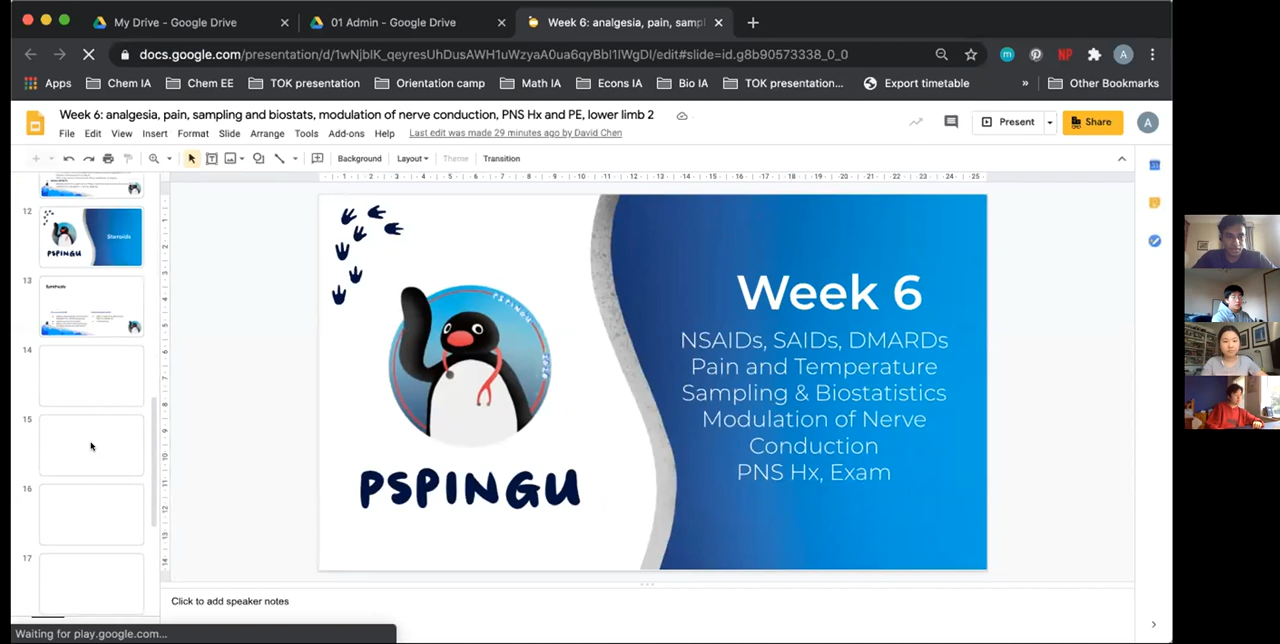 My Drive - Google Drive
01 Admin - Google Drive
Week 6: analgesia, pain, samp
docs.google.com/presentation/d/1wNjbIK_qeyresUhDusAWH1uWzyaA0ua6qyBbl1lWgDI/edit#slide=id.g8b90573338_0_0
Apps
Chem IA
Chem EE
TOK presentation
Orientation camp
Math IA
Econs IA
Bio IA
TOK presentation...
Export timetable
»
Other Bookmarks
Week 6: analgesia, pain, sampling and biostats, modulation of nerve conduction, PNS Hx and PE, lower limb 2
File Edit View Insert Format Slide Arrange Tools Add-ons Help Last edit was made 29 minutes ago by David Chen
Present
Share
A
Background Layout Theme Transition
12
Steroids
PSPINGU
13
14
15
16
17
PSPINGU
2020
PSPINGU
Week 6
NSAIDs, SAIDs, DMARDs
Pain and Temperature
Sampling & Biostatistics
Modulation of Nerve
Conduction
PNS Hx, Exam
Click to add speaker notes
Waiting for play.google.com...